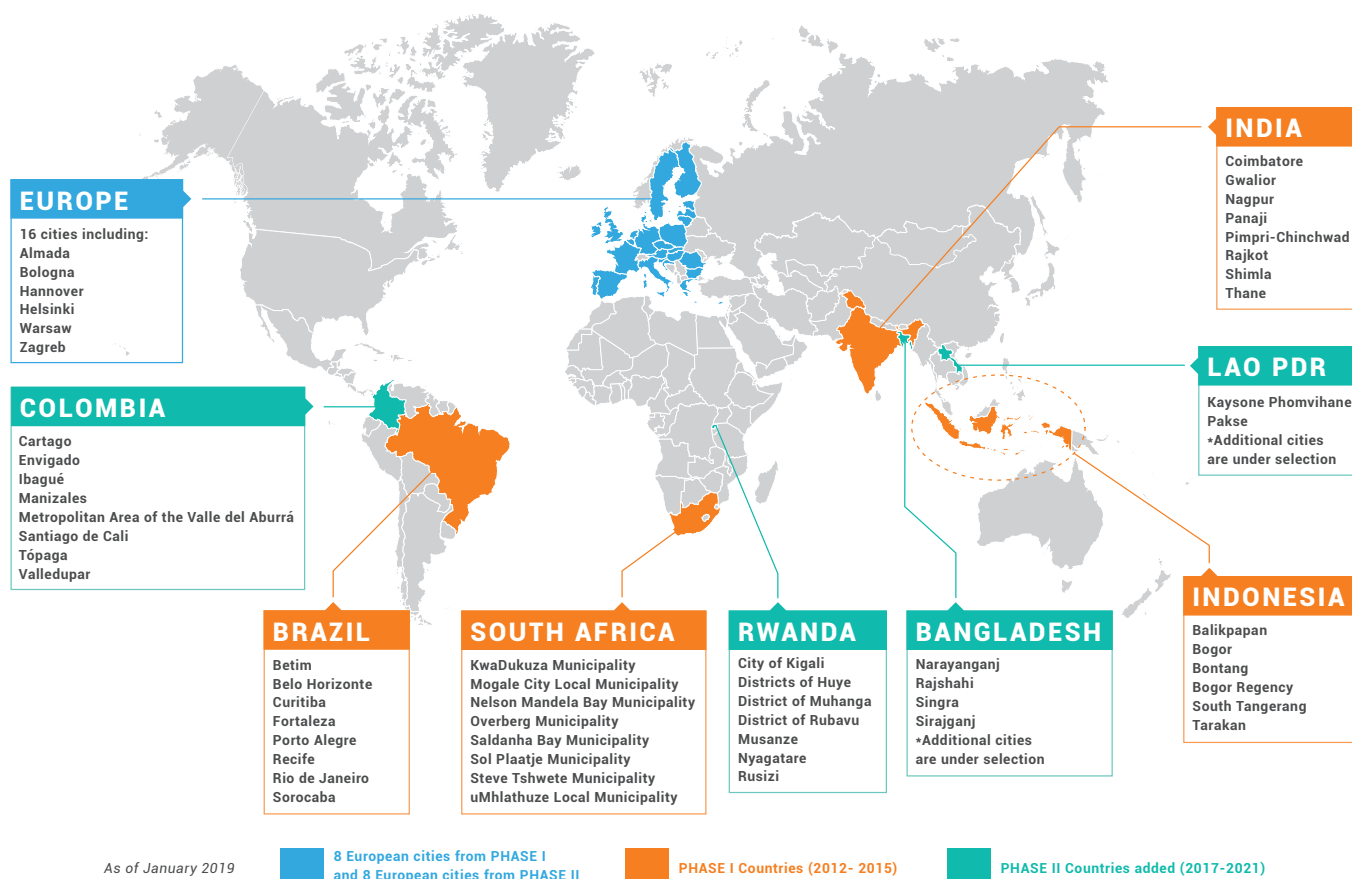 INDIA
Coimbatore
Gwalior
Nagpur
Panaji
Pimpri-Chinchwad
Rajkot
Shimla
Thane
EUROPE
16 cities including:
Almada
Bologna
Hannover
Helsinki
Warsaw
Zagreb
LAO PDR
Kaysone Phomvihane
Pakse
*Additional cities
are under selection
COLOMBIA
Cartago
Envigado
Ibagué
Manizales
Metropolitan Area of the Valle del Aburrá
Santiago de Cali
Tópaga
Valledupar
INDONESIA
Balikpapan
Bogor
Bontang
Bogor Regency
South Tangerang
Tarakan
BRAZIL
Betim
Belo Horizonte
Curitiba
Fortaleza
Porto Alegre
Recife
Rio de Janeiro
Sorocaba
SOUTH AFRICA
KwaDukuza Municipality
Mogale City Local Municipality
Nelson Mandela Bay Municipality
Overberg Municipality
Saldanha Bay Municipality
Sol Plaatje Municipality
Steve Tshwete Municipality
uMhlathuze Local Municipality
RWANDA
City of Kigali
Districts of Huye
District of Muhanga
District of Rubavu
Musanze
Nyagatare
Rusizi
BANGLADESH
Narayanganj
Rajshahi
Singra
Sirajganj
*Additional cities
are under selection
As of January 2019
8 European cities from PHASE I
and 8 European cities from PHASE II
PHASE I Countries (2012- 2015)
PHASE II Countries added (2017-2021)